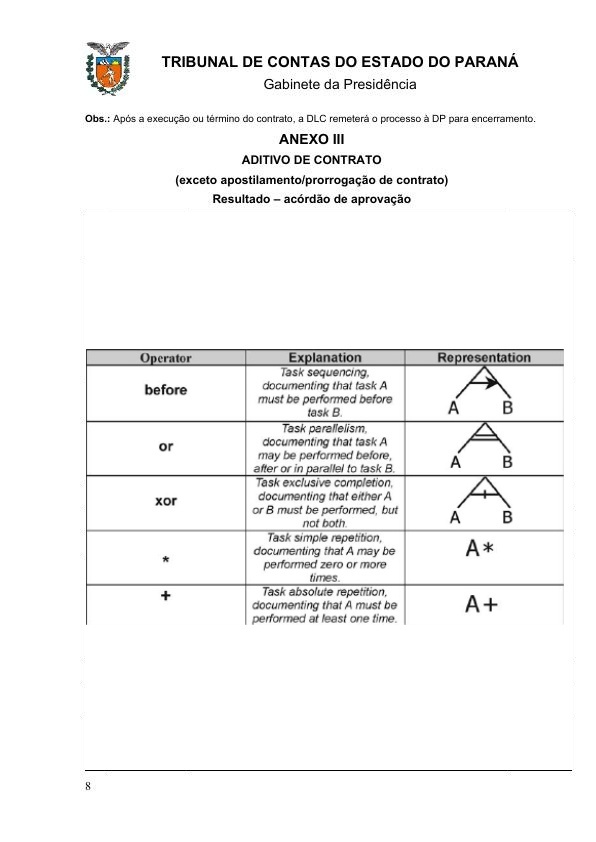 TRIBUNAL DE CONTAS DO ESTADO DO PARANÁ
Gabinete da Presidência
Obs.: Após a execução ou término do contrato, a DLC remeterá o processo à DP para encerramento.
ANEXO III
ADITIVO DE CONTRATO
(exceto apostilamento/prorrogação de contrato)
Resultado – acórdão de aprovação
Operator Explanation Representation
before
Task sequencing,
documenting that task A
must be performed before
task B.
A B
or
Task parallelism,
documenting that task A
may be performed before,
after or in parallel to task B.
A B
xor
Task exclusive completion,
documenting that either A
or B must be performed, but
not both.
A B
*
Task simple repetition,
documenting that A may be
performed zero or more
times.
A*
+
Task absolute repetition,
documenting that A must be
performed at least one time.
A+
8